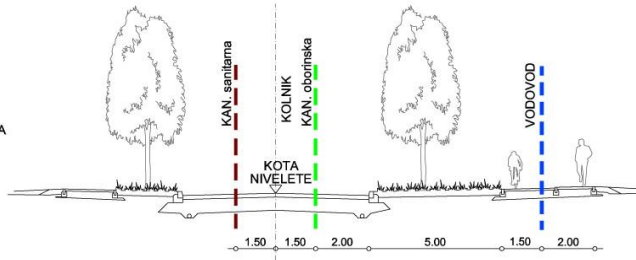 KAN. sanitarna
KOLNIK
KAN. oborinska
VODOVOD
A
KOTA
NIVELETE
1.50 1.50 2.00 5.00 1.50 2.00